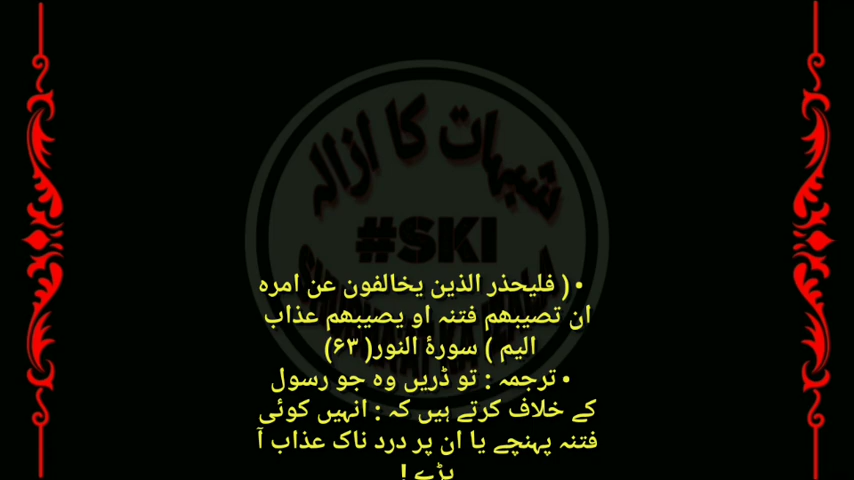 شبہات کا ازالہ
#SKI
• ( فلیحذر الذین یخالفون عن امرہ
ان تصیبھم فتنہ او یصیبھم عذاب
الیم ) سورۂ النور( ۶۳)
• ترجمہ : تو ڈریں وہ جو رسول
کے خلاف کرتے ہیں کہ : انہیں کوئی
فتنہ پہنچے یا ان پر درد ناک عذاب آ
پڑے !